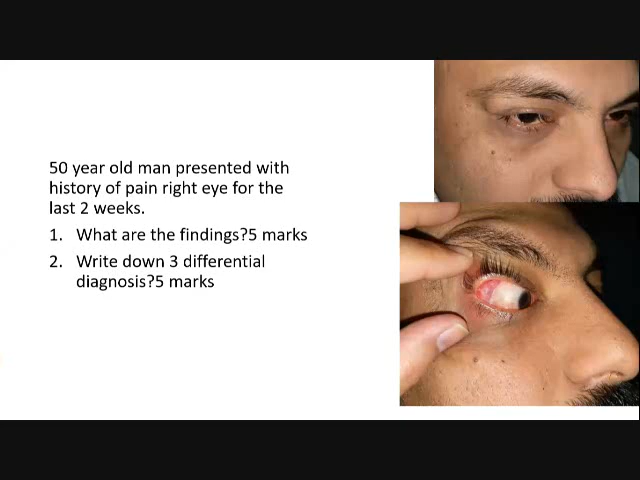 50 year old man presented with
history of pain right eye for the
last 2 weeks.
1. What are the findings?5 marks
2. Write down 3 differential
diagnosis?5 marks